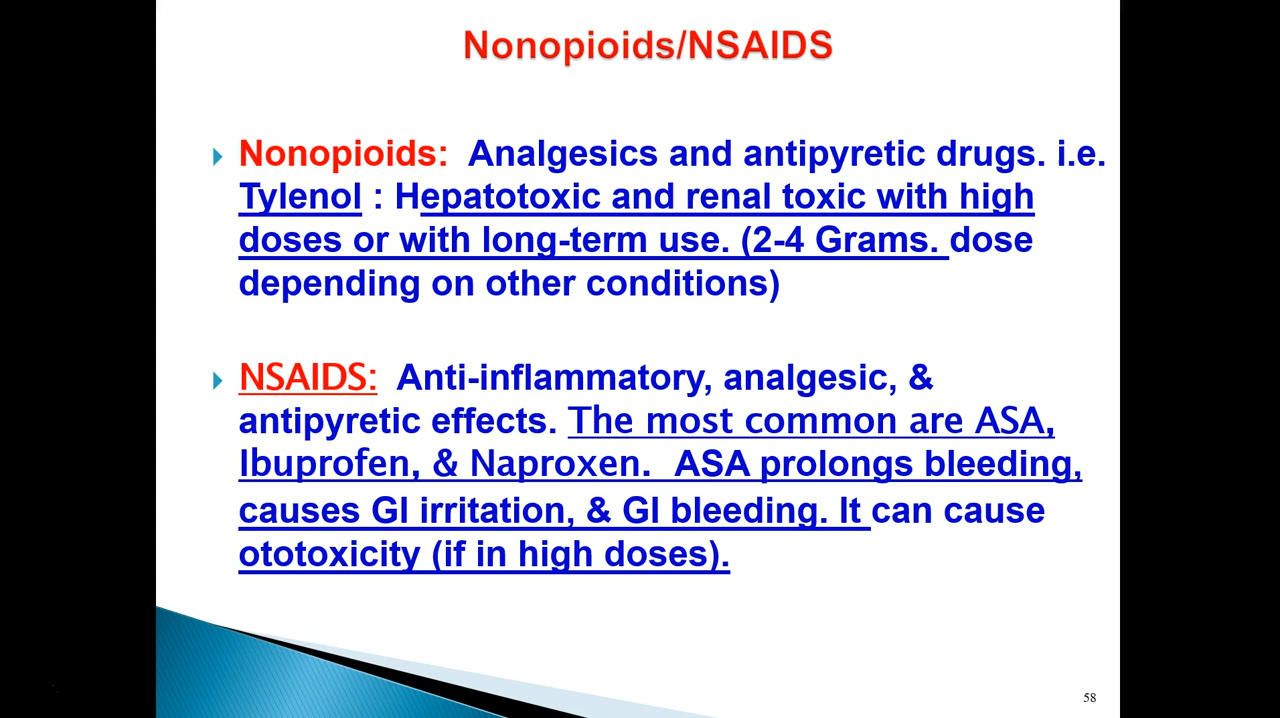 Nonopioids/NSAIDS
Nonopioids: Analgesics and antipyretic drugs. i.e.
Tylenol : Hepatotoxic and renal toxic with high
doses or with long-term use. (2-4 Grams. dose
depending on other conditions)
NSAIDS: Anti-inflammatory, analgesic, &
antipyretic effects. The most common are ASA,
Ibuprofen, & Naproxen. ASA prolongs bleeding,
causes GI irritation, & GI bleeding. It can cause
ototoxicity (if in high doses).
58